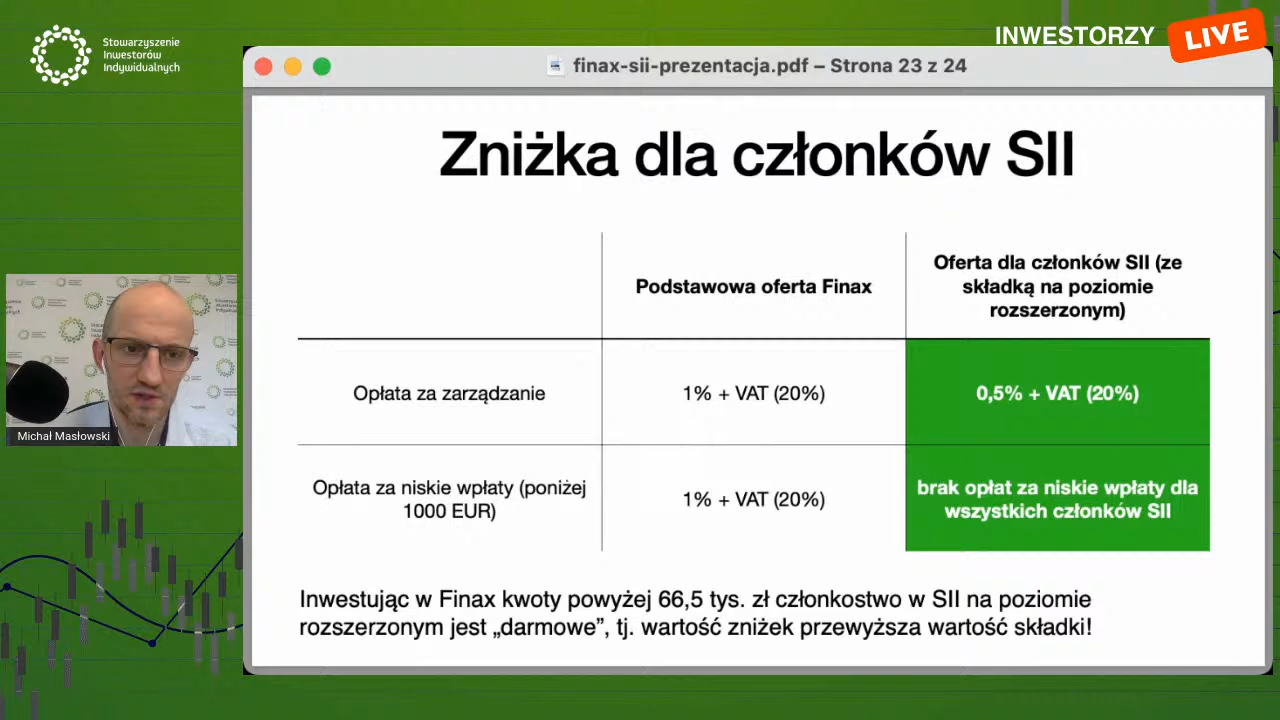 Stowarzyszenie
Inwestorów
Indywidualnych
INWESTORZY LIVE
finax-sii-prezentacja.pdf – Strona 23 z 24
Zniżka dla członków SII
Podstawowa oferta Finax
Oferta dla członków SII (ze
składką na poziomie
rozszerzonym)
Opłata za zarządzanie
1% + VAT (20%)
0,5% + VAT (20%)
Opłata za niskie wpłaty (poniżej
1000 EUR)
1% + VAT (20%)
brak opłat za niskie wpłaty dla
wszystkich członków SII
Inwestując w Finax kwoty powyżej 66,5 tys. zł członkostwo w SII na poziomie
rozszerzonym jest „darmowe”, tj. wartość zniżek przewyższa wartość składki!
Michał Masłowski